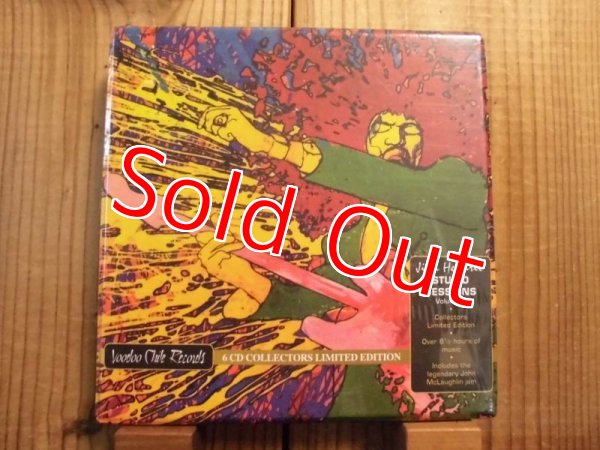 Sold Out
STUDIO
SESSIONS
Collectors
Limited Edition
Over 6½ hours of
music
Includes the
legendary John
McLaughlin jam
Voodoo Chile Records
6 CD COLLECTORS LIMITED EDITION